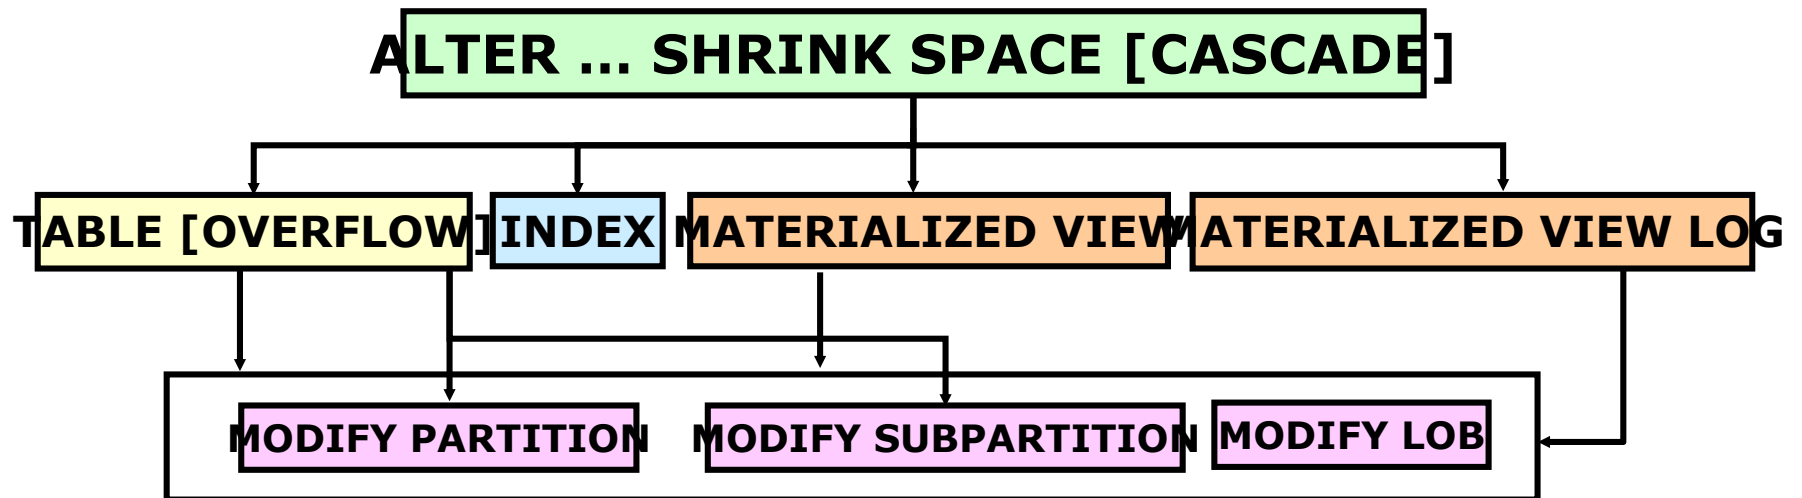 ALTER ... SHRINK SPACE [CASCADE]
TABLE [OVERFLOW]
INDEX
MATERIALIZED VIEW
MATERIALIZED VIEW LOG
MODIFY PARTITION
MODIFY SUBPARTITION
MODIFY LOB